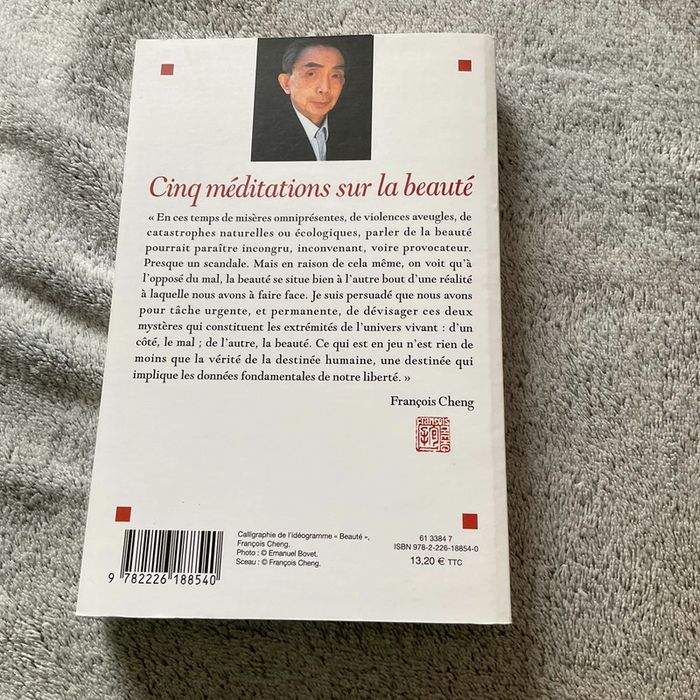 Cinq méditations sur la beauté
« En ces temps de misères omniprésentes, de violences aveugles, de
catastrophes naturelles ou écologiques, parler de la beauté
pourrait paraître incongru, inconvenant, voire provocateur.
Presque un scandale. Mais en raison de cela même, on voit qu'à
l'opposé du mal, la beauté se situe bien à l'autre bout d'une réalité
à laquelle nous avons à faire face. Je suis persuadé que nous avons
pour tâche urgente, et permanente, de dévisager ces deux
mystères qui constituent les extrémités de l'univers vivant : d'un
côté, le mal ; de l'autre, la beauté. Ce qui est en jeu n'est rien de
moins que la vérité de la destinée humaine, une destinée qui
implique les données fondamentales de notre liberté. »
François Cheng
Calligraphie de l'idéogramme « Beauté »,
François Cheng.
Photo : © Emanuel Bovet.
Sceau : © François Cheng.
61 3384 7
ISBN 978-2-226-18854-0
13,20 € TTC
9 782226 188540